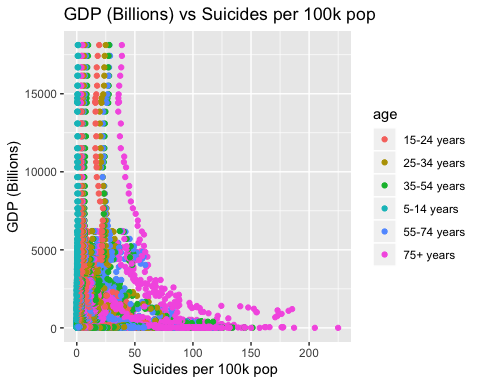 GDP (Billions) vs Suicides per 100k pop
GDP (Billions)
15000
10000
5000
0
0 50 100 150 200
Suicides per 100k pop
age
15-24 years
25-34 years
35-54 years
5-14 years
55-74 years
75+ years